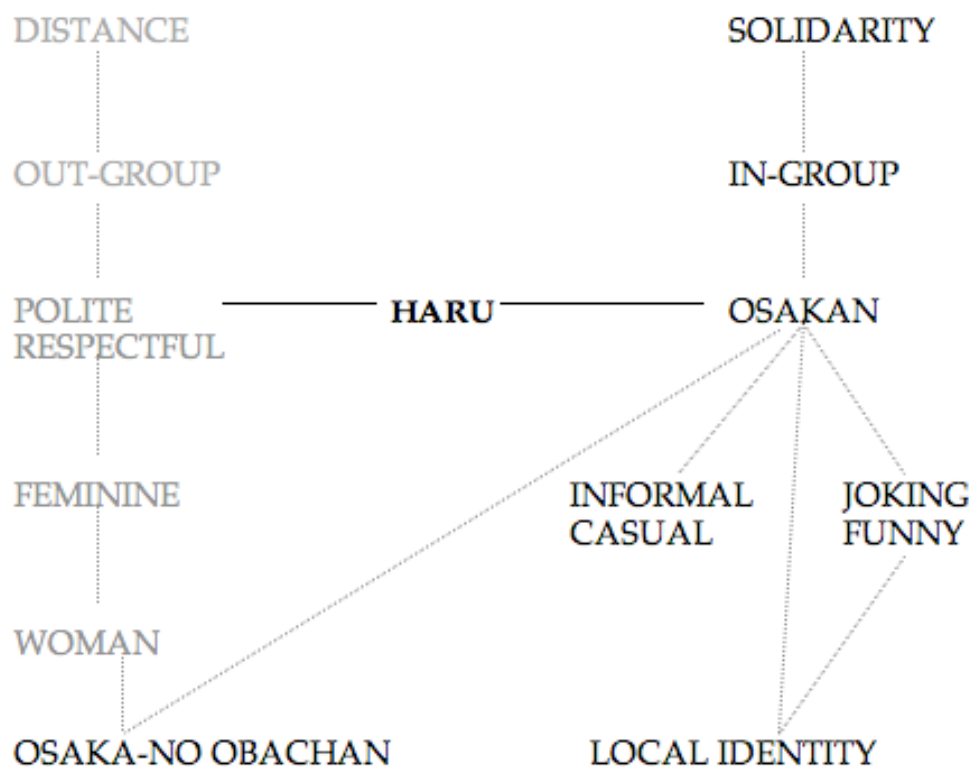 DISTANCE
SOLIDARITY
OUT-GROUP
IN-GROUP
POLITE
RESPECTFUL
HARU
OSAKAN
FEMININE
INFORMAL
CASUAL
JOKING
FUNNY
WOMAN
OSAKA-NO OBACHAN
LOCAL IDENTITY